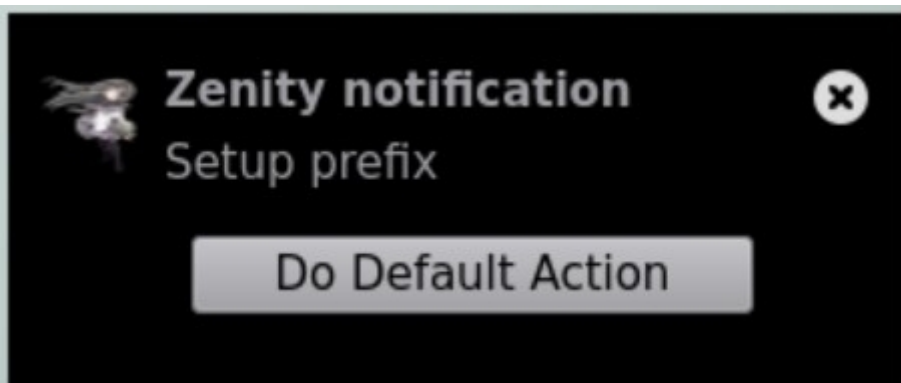 Zenity notification
Setup prefix
Do Default Action